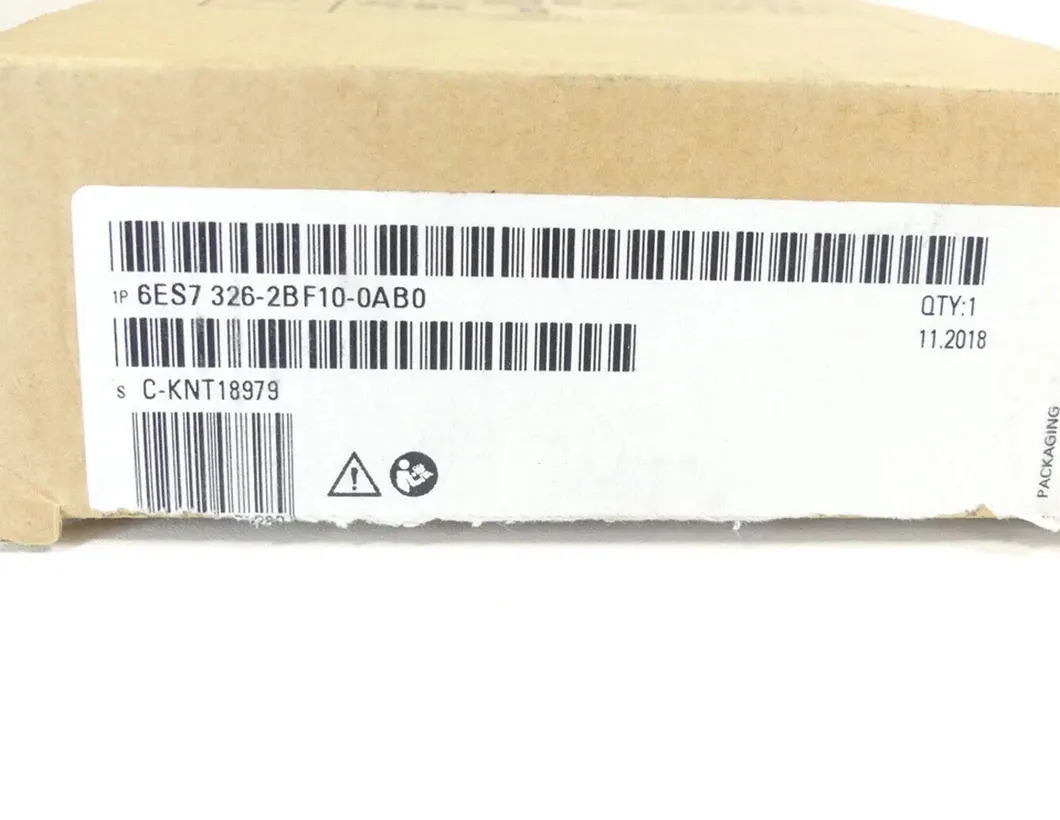 1P 6ES7 326-2BF10-0AB0
QTY:1
11.2018
S C-KNT18979
PACKAGING